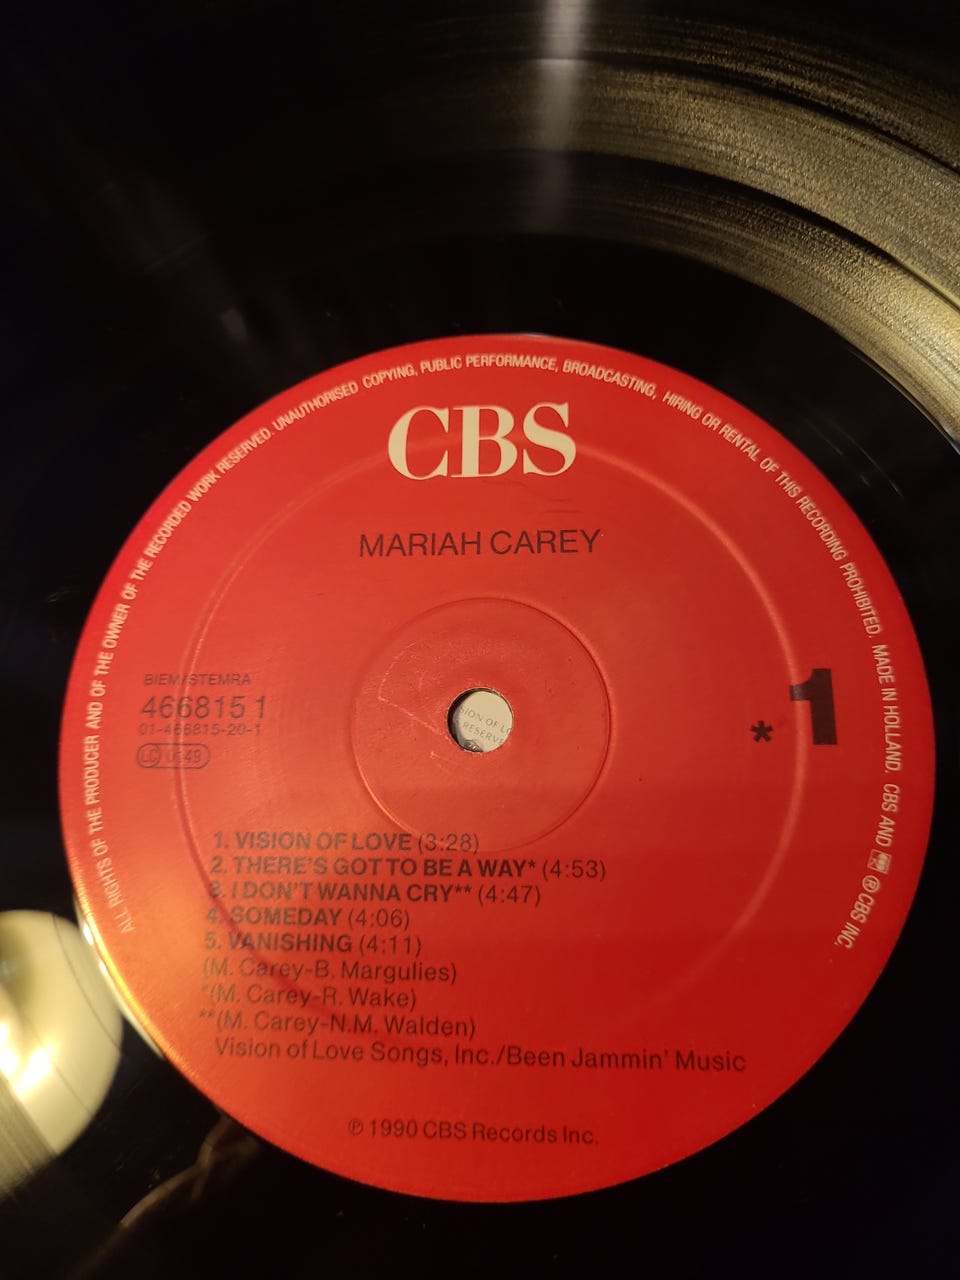 ALL RIGHTS OF THE PRODUCER AND OF THE OWNER OF THE RECORDED WORK RESERVED. UNAUTHORISED COPYING, PUBLIC PERFORMANCE, BROADCASTING, HIRING OR RENTAL OF THIS RECORDING PROHIBITED. MADE IN HOLLAND. CBS AND ® CBS INC.
CBS
MARIAH CAREY
BIEM/STEMRA
466815 1
01-466815-20-1
LC 0149
* 1
SION OF LO
RESERVE
1. VISION OF LOVE (3:28)
2. THERE'S GOT TO BE A WAY* (4:53)
3. I DON'T WANNA CRY** (4:47)
4. SOMEDAY (4:06)
5. VANISHING (4:11)
(M. Carey-B. Margulies)
*(M. Carey-R. Wake)
**(M. Carey-N.M. Walden)
Vision of Love Songs, Inc./Been Jammin' Music
℗ 1990 CBS Records Inc.